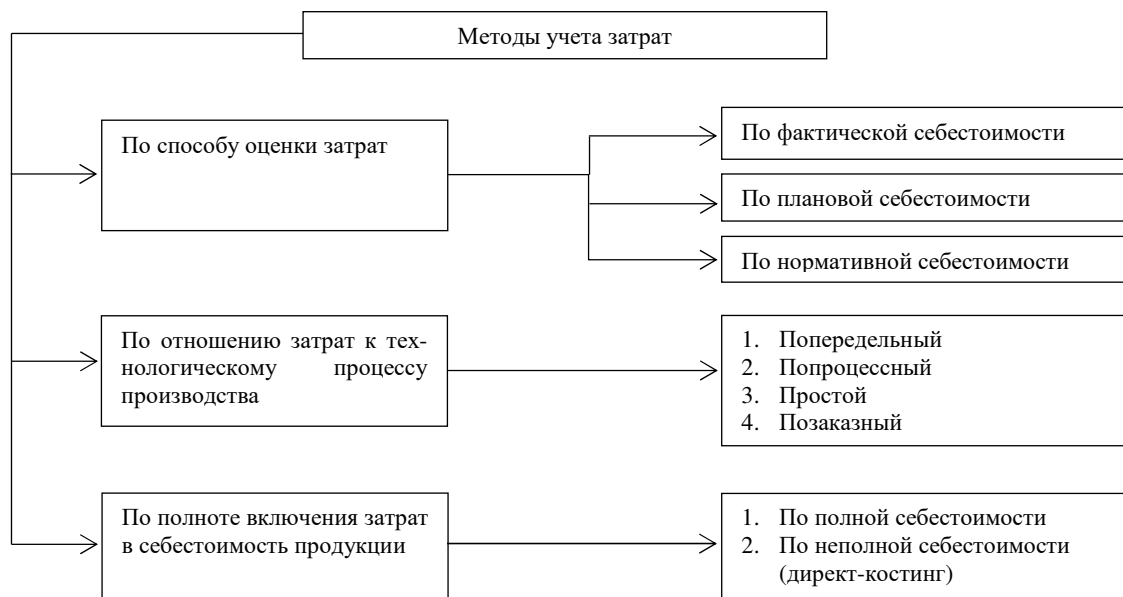 Методы учета затрат
По способу оценки затрат
По фактической себестоимости
По плановой себестоимости
По нормативной себестоимости
По отношению затрат к тех-
нологическому процессу
производства
1. Попередельный
2. Попроцессный
3. Простой
4. Позаказный
По полноте включения затрат
в себестоимость продукции
1. По полной себестоимости
2. По неполной себестоимости
(директ-костинг)